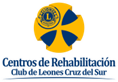 Centros de Rehabilitación
Club de Leones Cruz del Sur